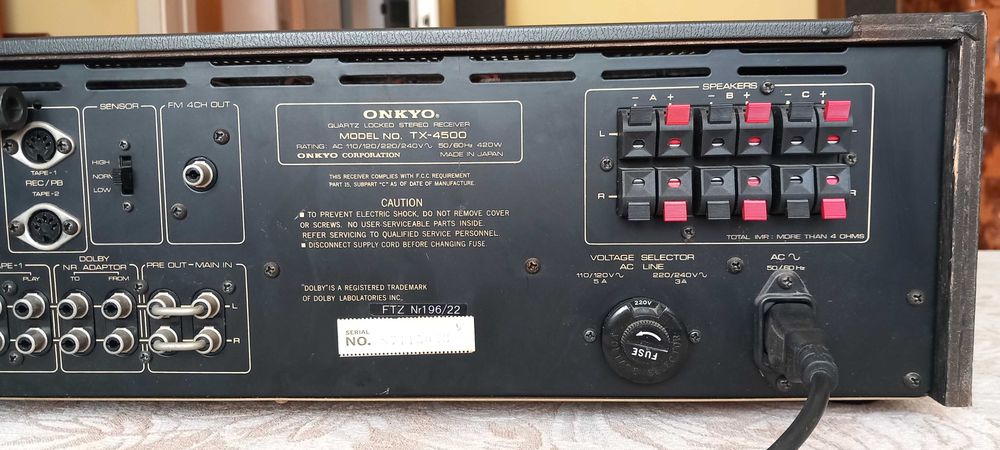 SENSOR
HIGH
NORM
LOW
FM 4CH OUT
TAPE-1
REC/PB
TAPE-2
ONKYO®
QUARTZ LOCKED STEREO RECEIVER
MODEL NO. TX-4500
RATING: AC 110/120/220/240V~ 50/60Hz 420W
ONKYO CORPORATION MADE IN JAPAN
THIS RECEIVER COMPLIES WITH F.C.C. REQUIREMENT
PART 15, SUBPART "C" AS OF DATE OF MANUFACTURE.
CAUTION
■ TO PREVENT ELECTRIC SHOCK, DO NOT REMOVE COVER
OR SCREWS. NO USER-SERVICEABLE PARTS INSIDE.
REFER SERVICING TO QUALIFIED SERVICE PERSONNEL.
■ DISCONNECT SUPPLY CORD BEFORE CHANGING FUSE.
"DOLBY" IS A REGISTERED TRADEMARK
OF DOLBY LABOLATORIES INC.
FTZ Nr196/22
SERIAL
NO.
SPEAKERS
- A + - B + - C +
L
R R
TOTAL IMP.: MORE THAN 4 OHMS
VOLTAGE SELECTOR
AC LINE
110/120V~ 220/240V~
5A 3A
220V
FUSE
VOLTAGE SELECTOR
AC~
50/60Hz
TAPE-1
PLAY
DOLBY
NR ADAPTOR
TO FROM
PRE OUT-MAIN IN
L
R